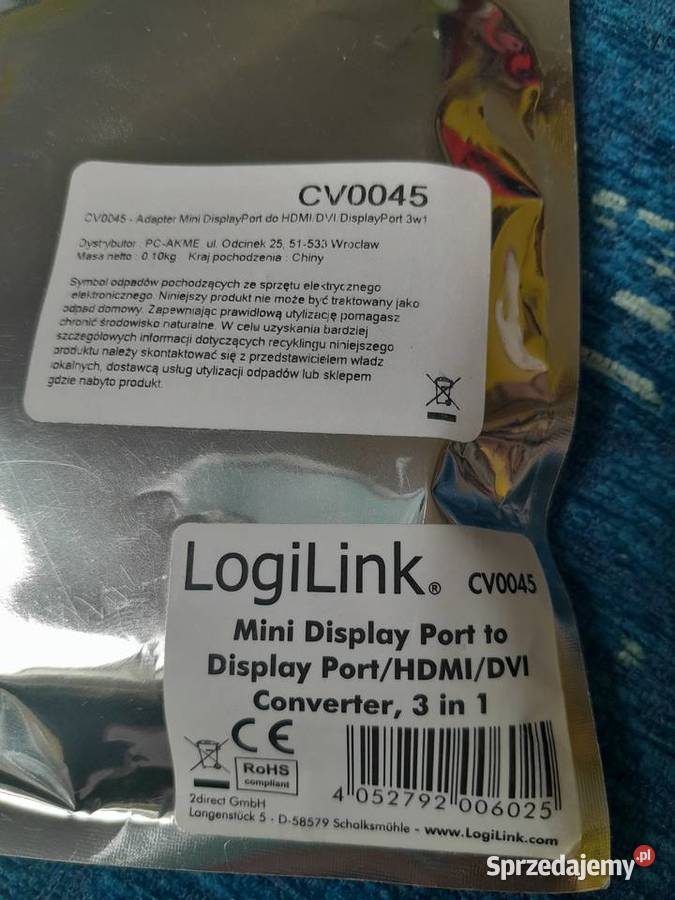 CV0045
CV0045 - Adapter Mini DisplayPort do HDMI/DVI/DisplayPort 3w1
Dystrybutor : PC-AKME, ul. Odcinek 25, 51-533 Wrocław
Masa netto : 0.10kg Kraj pochodzenia : Chiny
Symbol odpadów pochodzących ze sprzętu elektrycznego
elektronicznego. Niniejszy produkt nie może być traktowany jako
odpad domowy. Zapewniając prawidłową utylizację pomagasz
chronić środowisko naturalne. W celu uzyskania bardziej
szczegółowych informacji dotyczących recyklingu niniejszego
produktu należy skontaktować się z przedstawicielem władz
lokalnych, dostawcą usług utylizacji odpadów lub sklepem
gdzie nabyto produkt.
LogiLink® CV0045
Mini Display Port to
Display Port/HDMI/DVI
Converter, 3 in 1
CE
RoHS
compliant
4 052792 006025
2direct GmbH
Langenstück 5 - D-58579 Schalksmühle - www.LogiLink.com
Sprzedajemy.pl